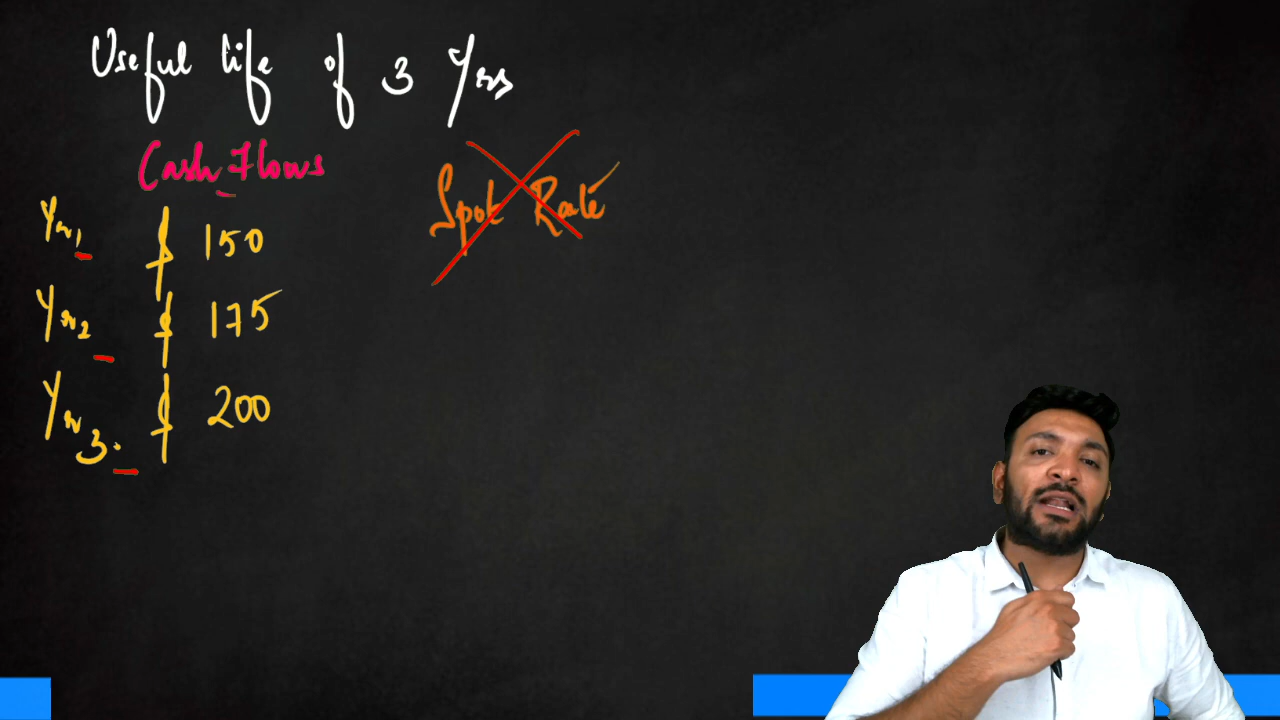 Useful life of 3 Yrs
Cash Flows
Spot Rate
Yr1 $ 150
Yr2 $ 175
Yr3. $ 200